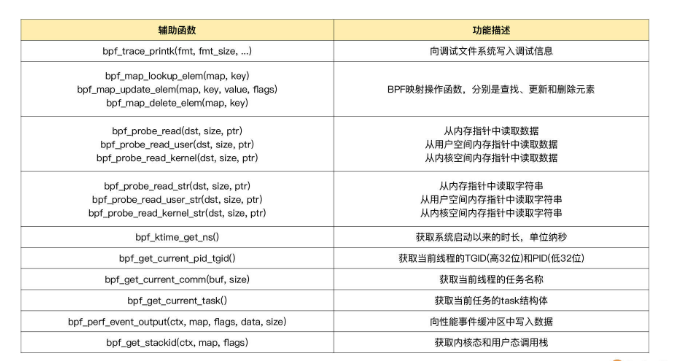 辅助函数 功能描述
bpf_trace_printk(fmt, fmt_size, ...) 向调试文件系统写入调试信息
bpf_map_lookup_elem(map, key)
bpf_map_update_elem(map, key, value, flags) BPF映射操作函数，分别是查找、更新和删除元素
bpf_map_delete_elem(map, key)
bpf_probe_read(dst, size, ptr) 从内存指针中读取数据
bpf_probe_read_user(dst, size, ptr) 从用户空间内存指针中读取数据
bpf_probe_read_kernel(dst, size, ptr) 从内核空间内存指针中读取数据
bpf_probe_read_str(dst, size, ptr) 从内存指针中读取字符串
bpf_probe_read_user_str(dst, size, ptr) 从用户空间内存指针中读取字符串
bpf_probe_read_kernel_str(dst, size, ptr) 从内核空间内存指针中读取字符串
bpf_ktime_get_ns() 获取系统启动以来的时长，单位纳秒
bpf_get_current_pid_tgid() 获取当前线程的TGID(高32位)和PID(低32位)
bpf_get_current_comm(buf, size) 获取当前线程的任务名称
bpf_get_current_task() 获取当前任务的task结构体
bpf_perf_event_output(ctx, map, flags, data, size) 向性能事件缓冲区中写入数据
bpf_get_stackid(ctx, map, flags) 获取内核态和用户态调用栈